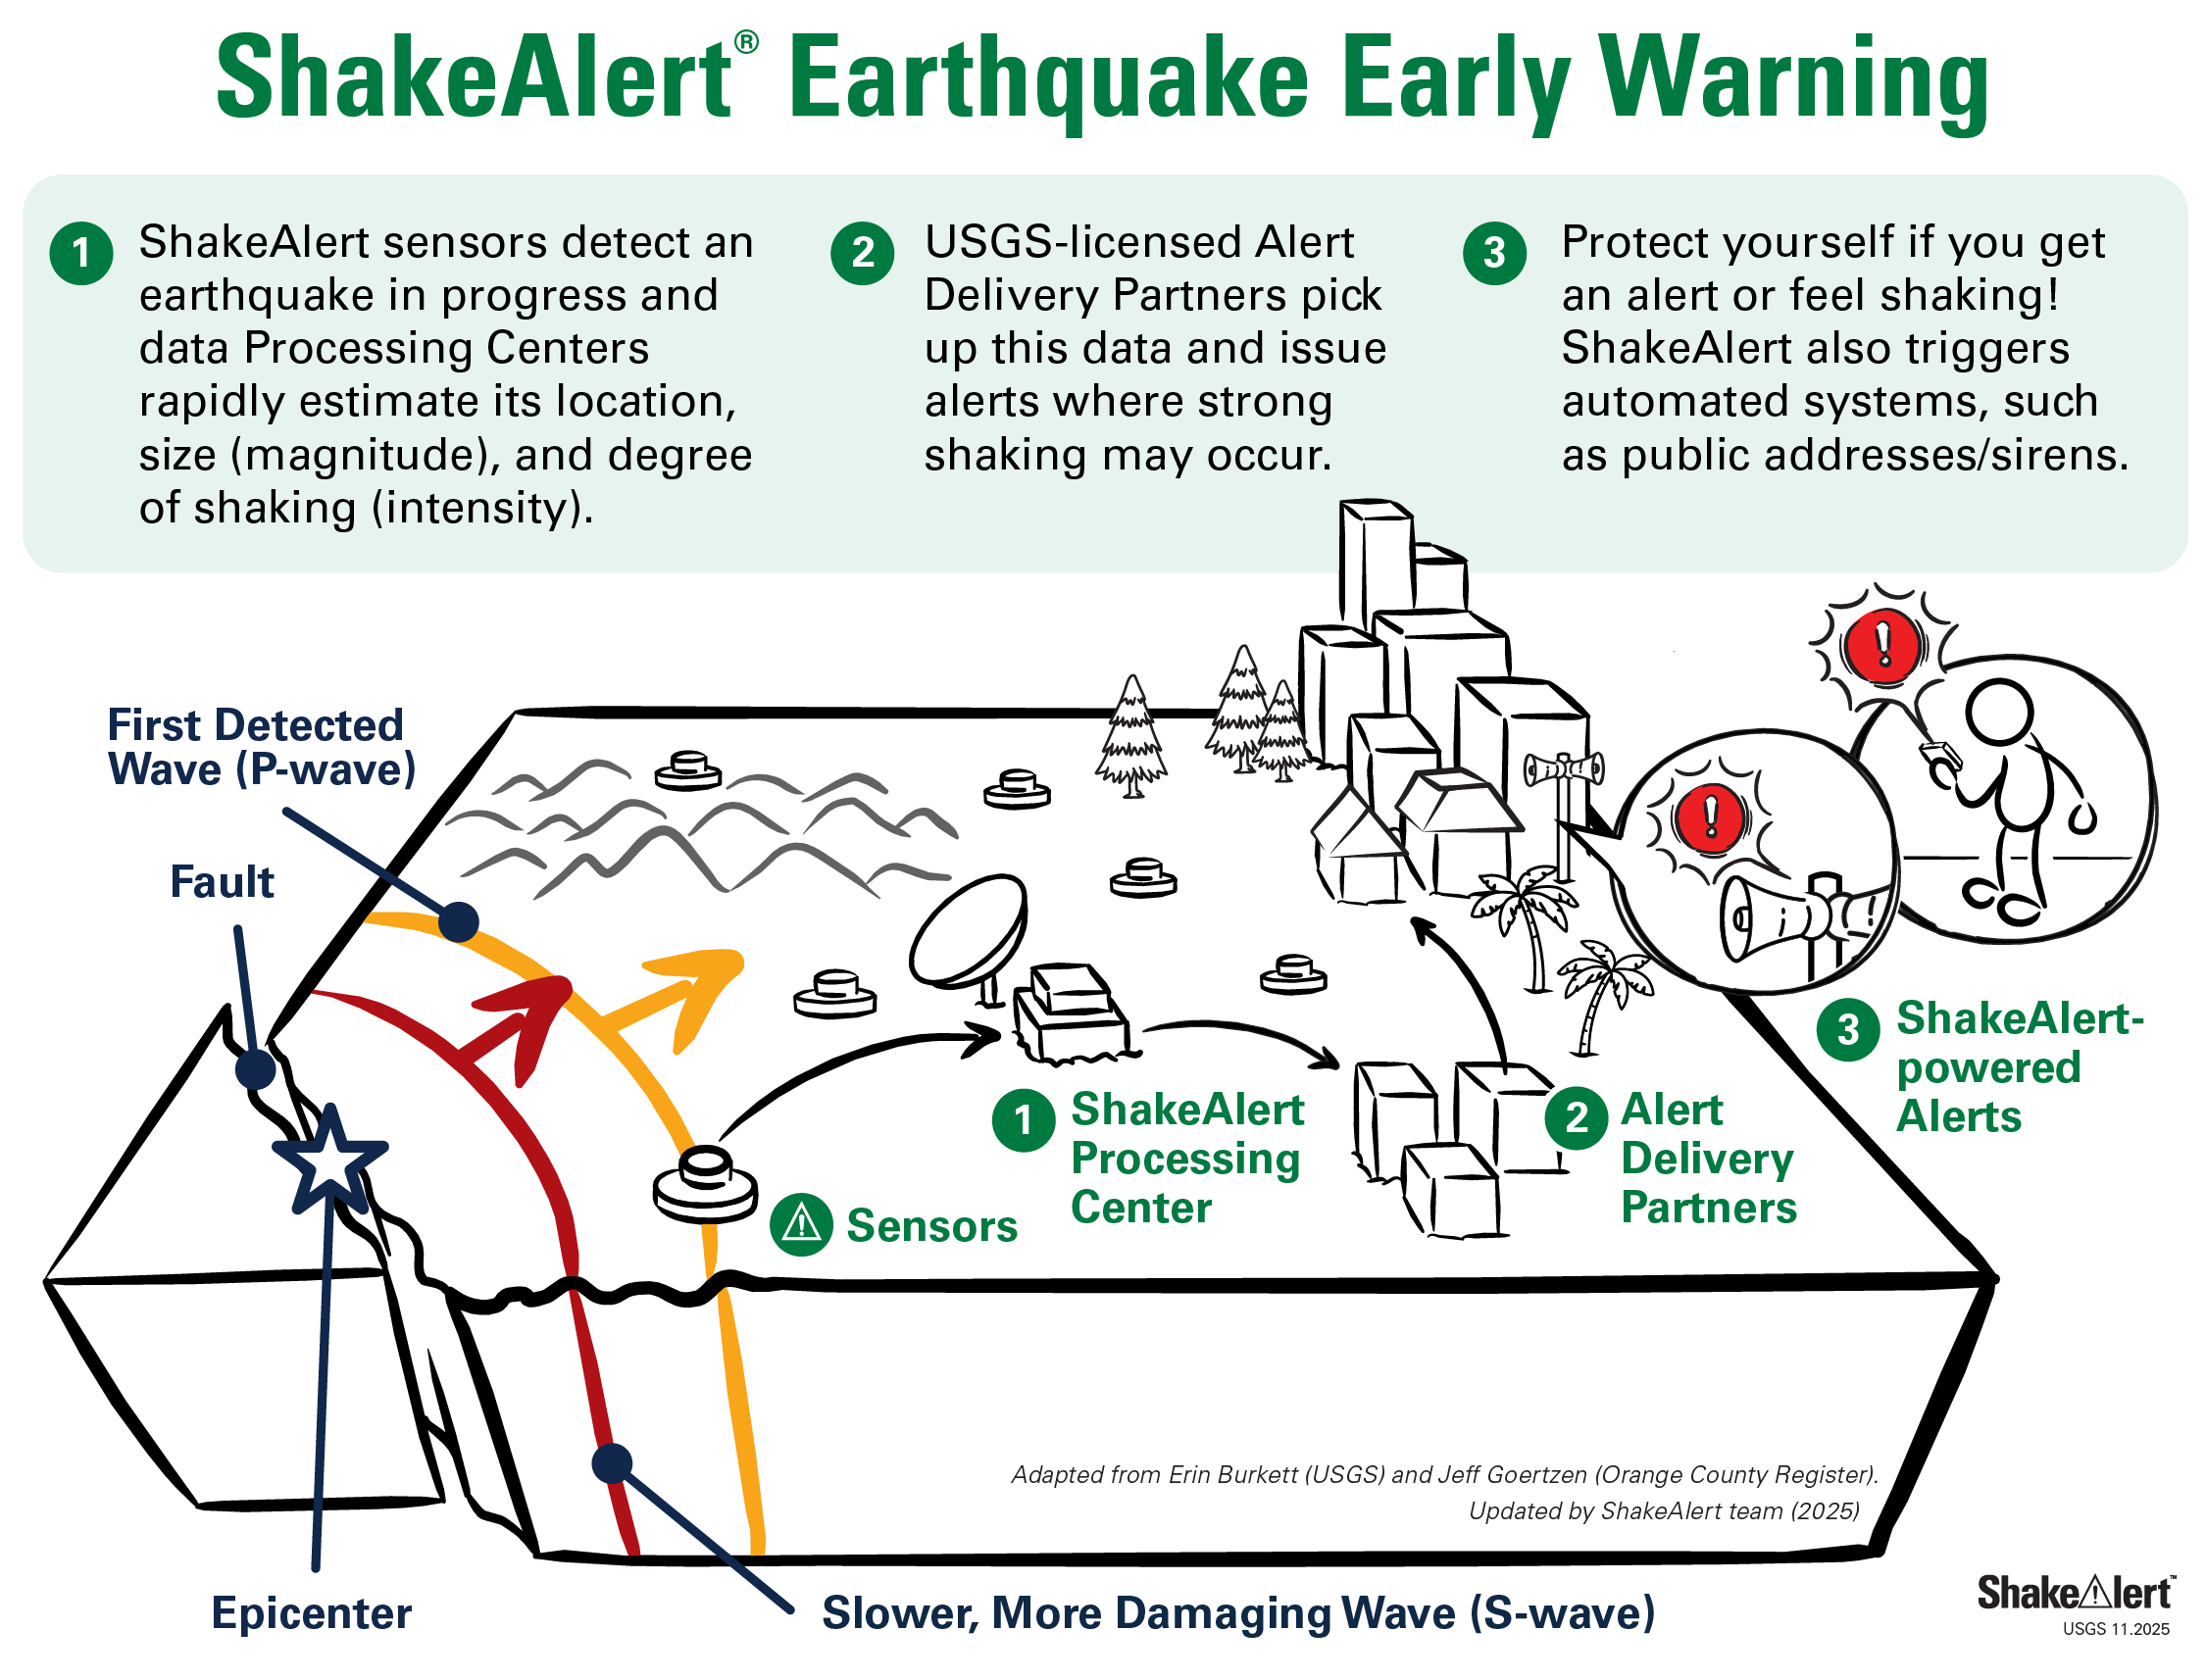 ShakeAlert® Earthquake Early Warning
1
ShakeAlert sensors detect an
earthquake in progress and
data Processing Centers
rapidly estimate its location,
size (magnitude), and degree
of shaking (intensity).
2
USGS-licensed Alert
Delivery Partners pick
up this data and issue
alerts where strong
shaking may occur.
3
Protect yourself if you get
an alert or feel shaking!
ShakeAlert also triggers
automated systems, such
as public addresses/sirens.
First Detected
Wave (P-wave)
Fault
!
!
3
ShakeAlert-
powered
Alerts
1
ShakeAlert
Processing
Center
2
Alert
Delivery
Partners
!
Sensors
Adapted from Erin Burkett (USGS) and Jeff Goertzen (Orange County Register).
Updated by ShakeAlert team (2025)
Epicenter
Slower, More Damaging Wave (S-wave)
ShakeAlert™
USGS 11.2025